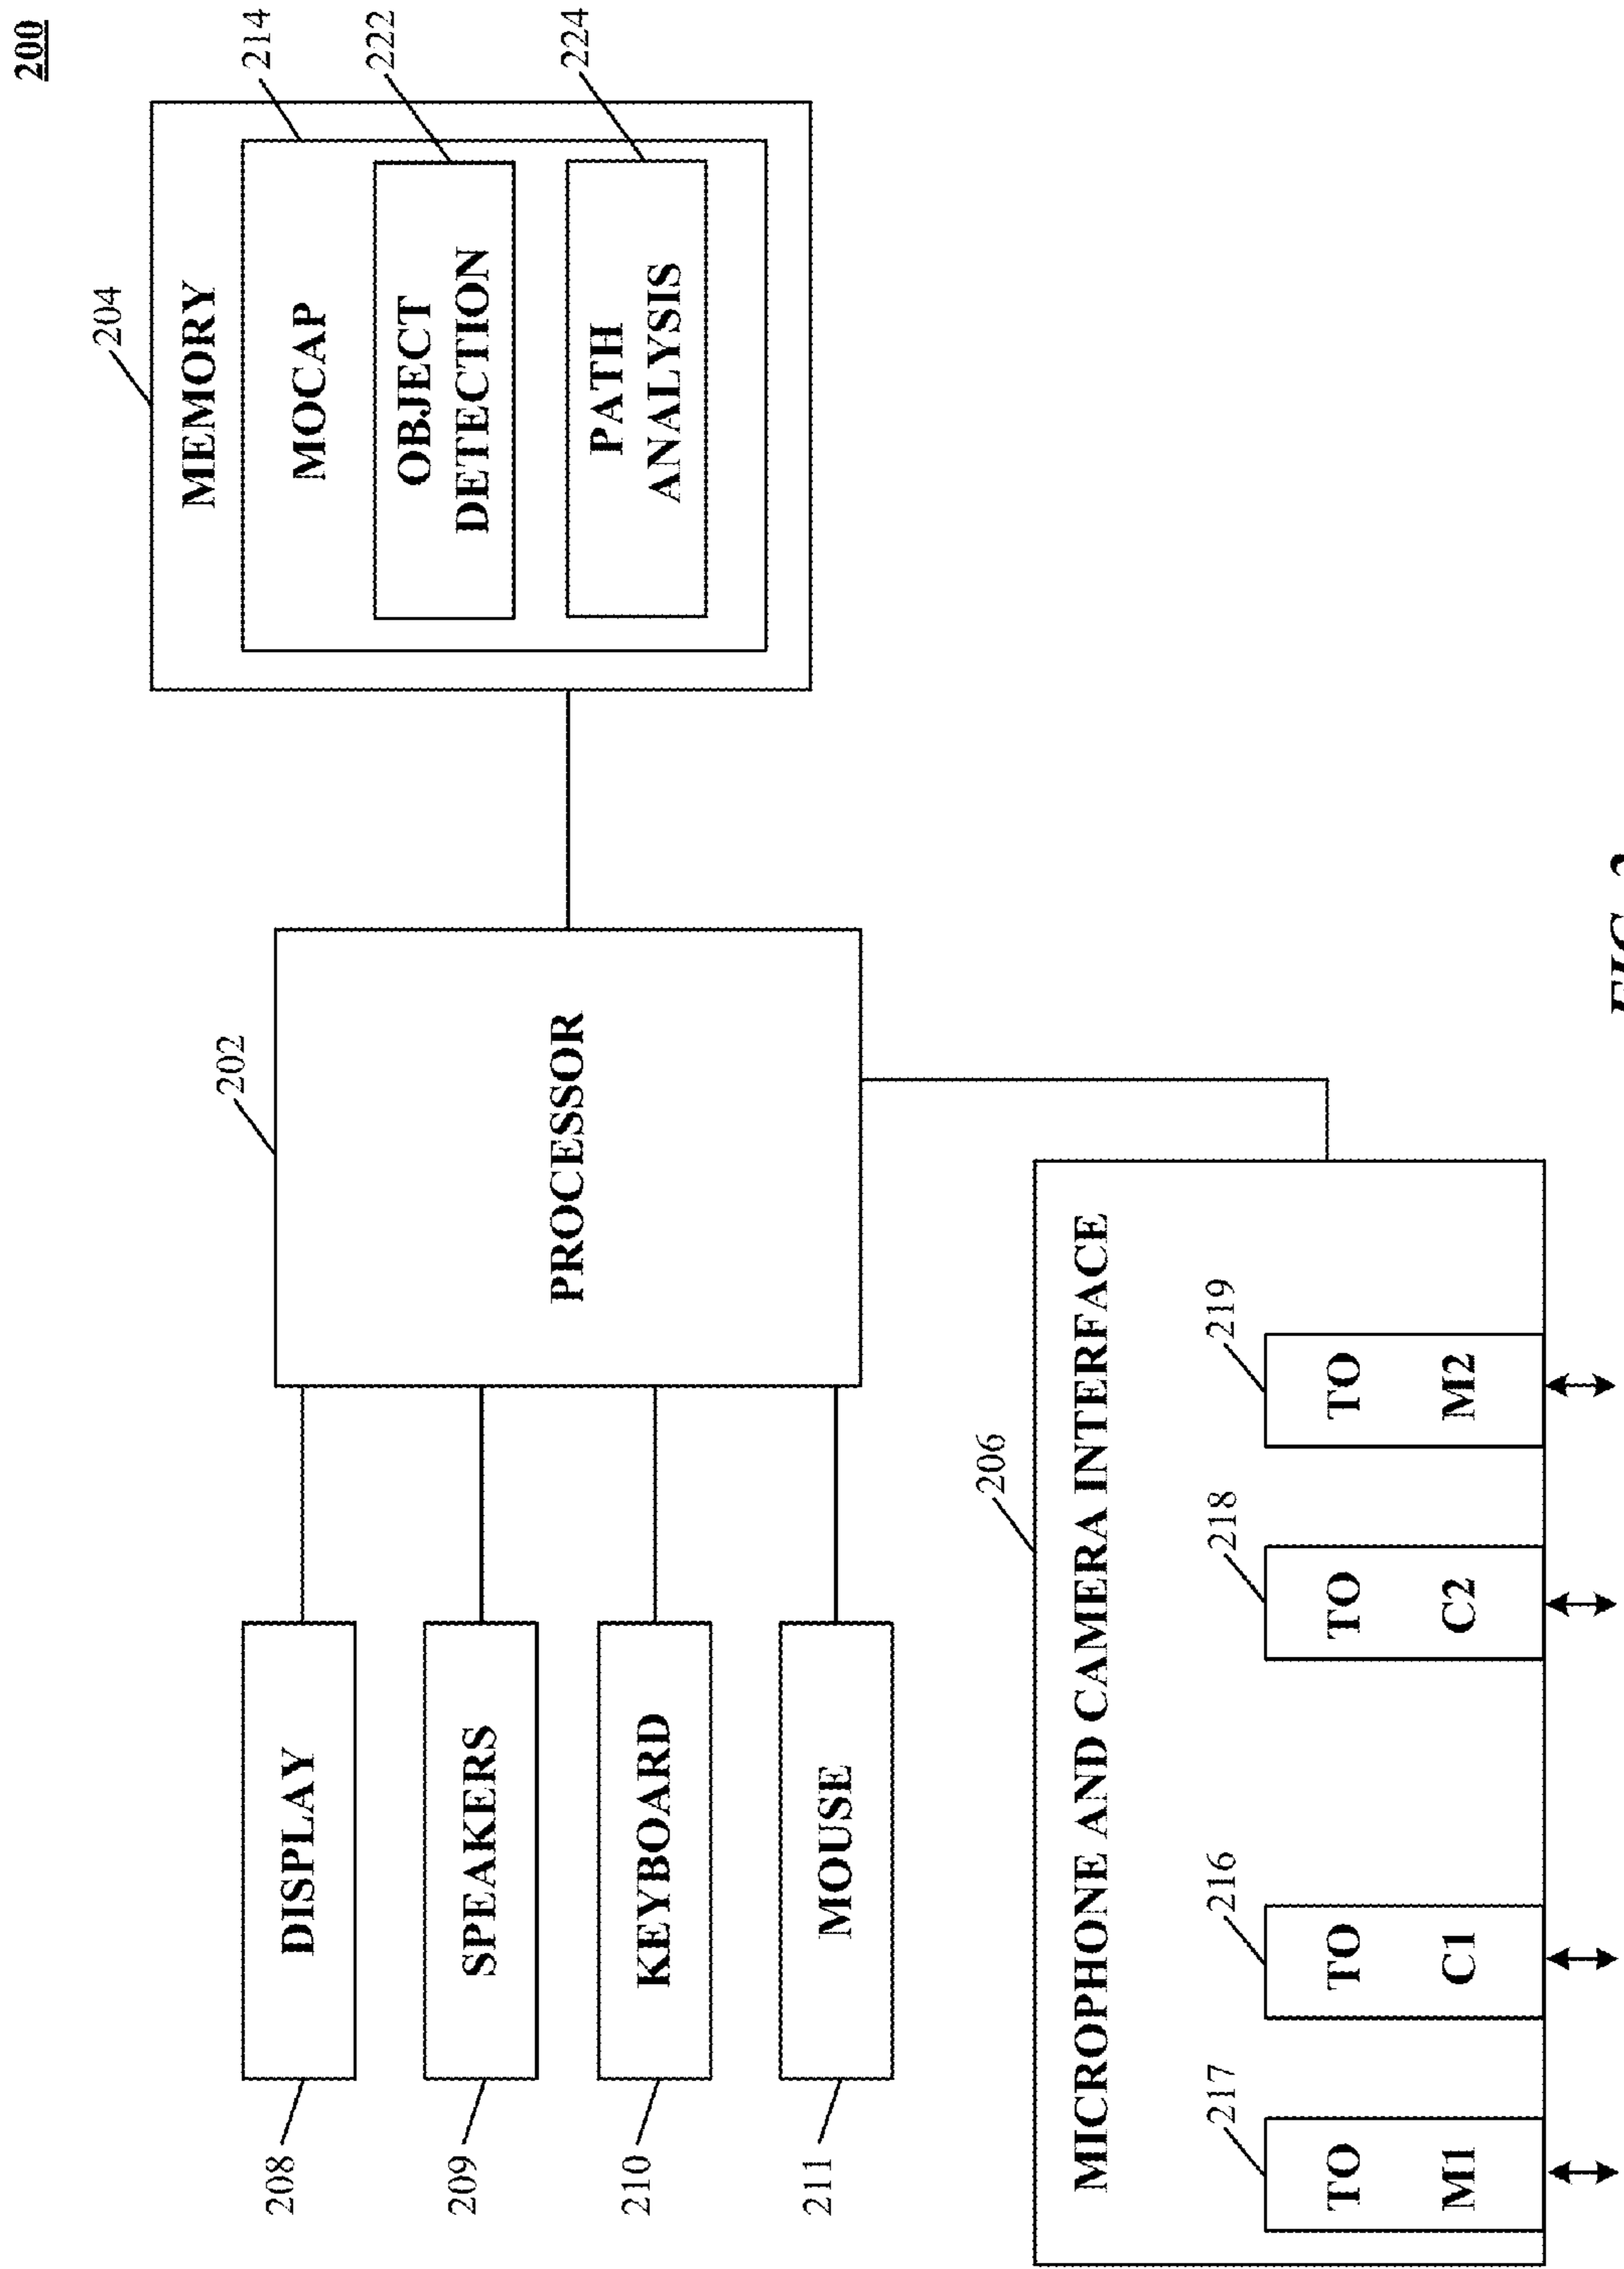 200
204
MEMORY
214
MOCAP
222
OBJECT
DETECTION
224
PATH
ANALYSIS
202
PROCESSOR
208
DISPLAY
209
SPEAKERS
210
KEYBOARD
211
MOUSE
206
MICROPHONE AND CAMERA INTERFACE
217
TO
M1
216
TO
C1
218
TO
C2
219
TO
M2